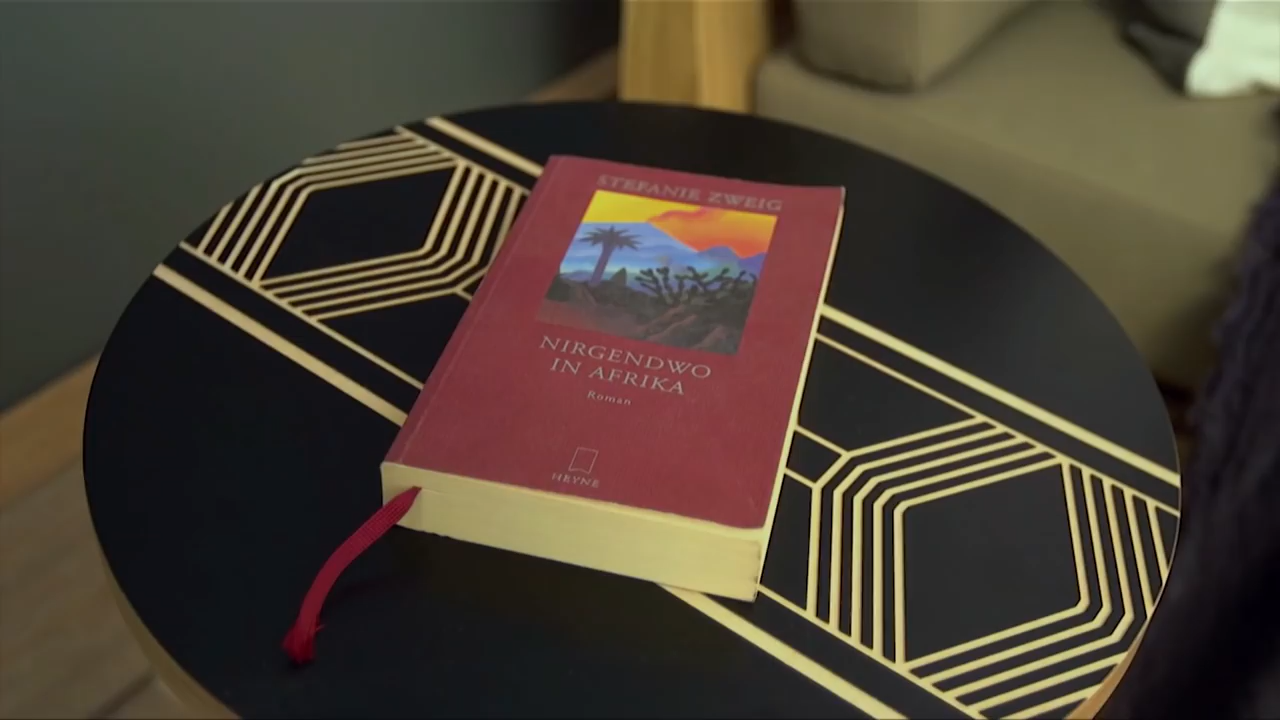 STEFANIE ZWEIG
NIRGENDWO
IN AFRIKA
Roman
HEYNE